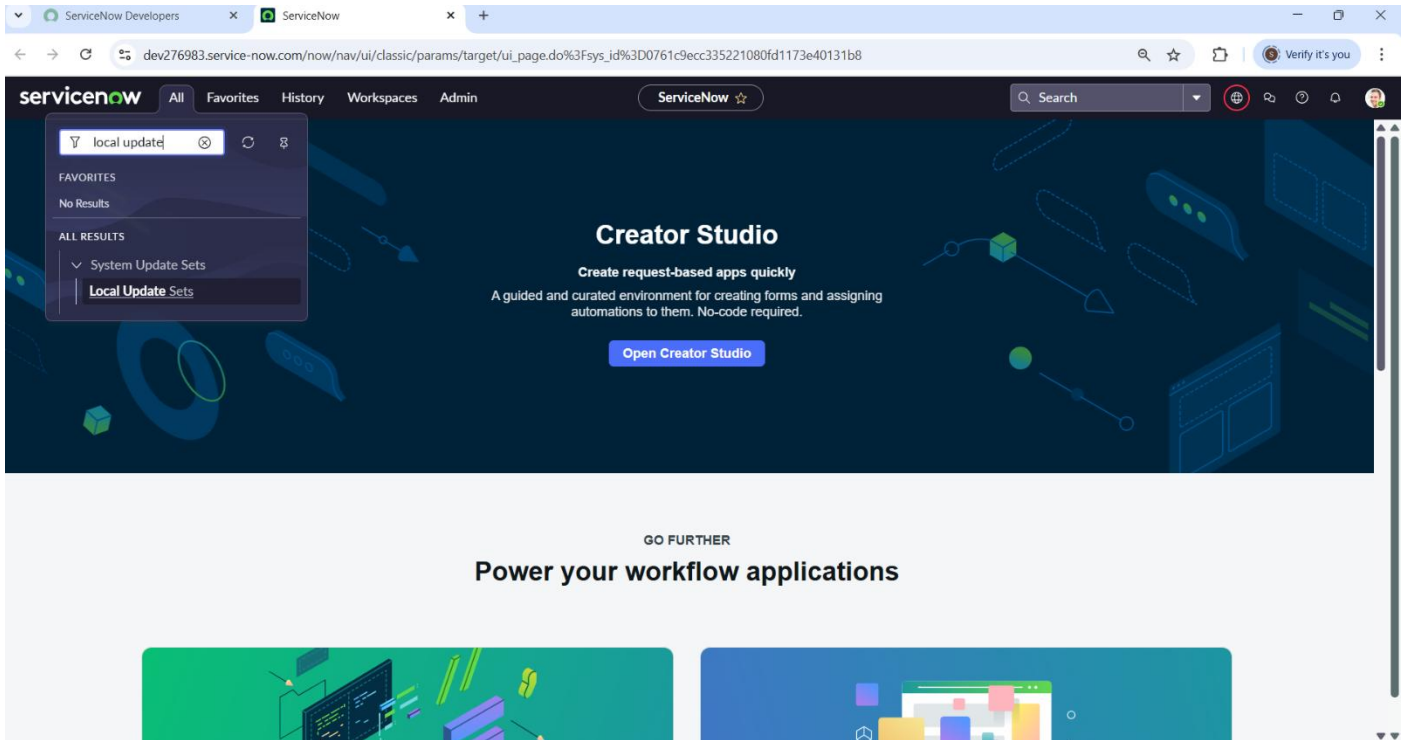 ServiceNow Developers
ServiceNow
dev276983.service-now.com/now/nav/ui/classic/params/target/ui_page.do%3Fsys_id%3D0761c9ecc335221080fd1173e40131b8
Verify it's you
servicenow
All
Favorites
History
Workspaces
Admin
ServiceNow
Search
local update
FAVORITES
No Results
ALL RESULTS
System Update Sets
Local Update Sets
Creator Studio
Create request-based apps quickly
A guided and curated environment for creating forms and assigning
automations to them. No-code required.
Open Creator Studio
GO FURTHER
Power your workflow applications